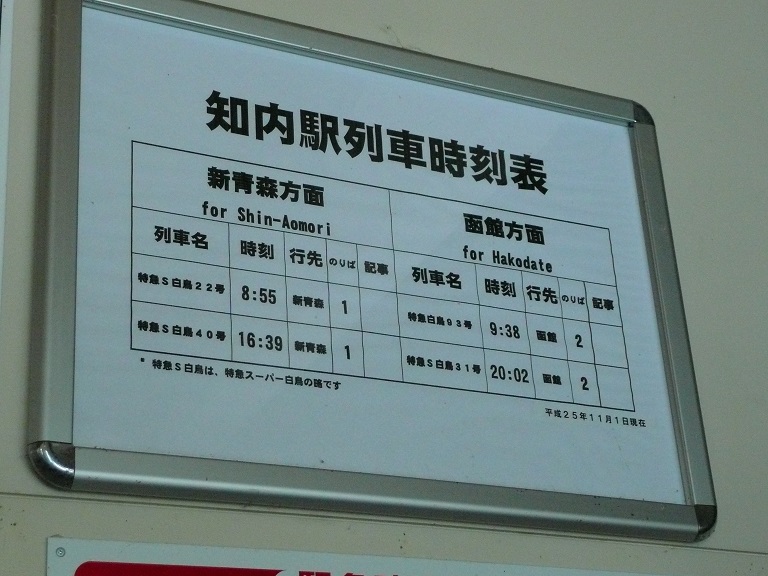 知内駅列車時刻表
新青森方面
for Shin-Aomori
函館方面
for Hakodate
列車名 時刻 行先 のりば 記事 列車名 時刻 行先 のりば 記事
特急S白鳥22号 8:55 新青森 1 特急白鳥93号 9:38 函館 2
特急S白鳥40号 16:39 新青森 1 特急S白鳥31号 20:02 函館 2
* 特急S白鳥は、特急スーパー白鳥の略です
平成25年11月1日現在